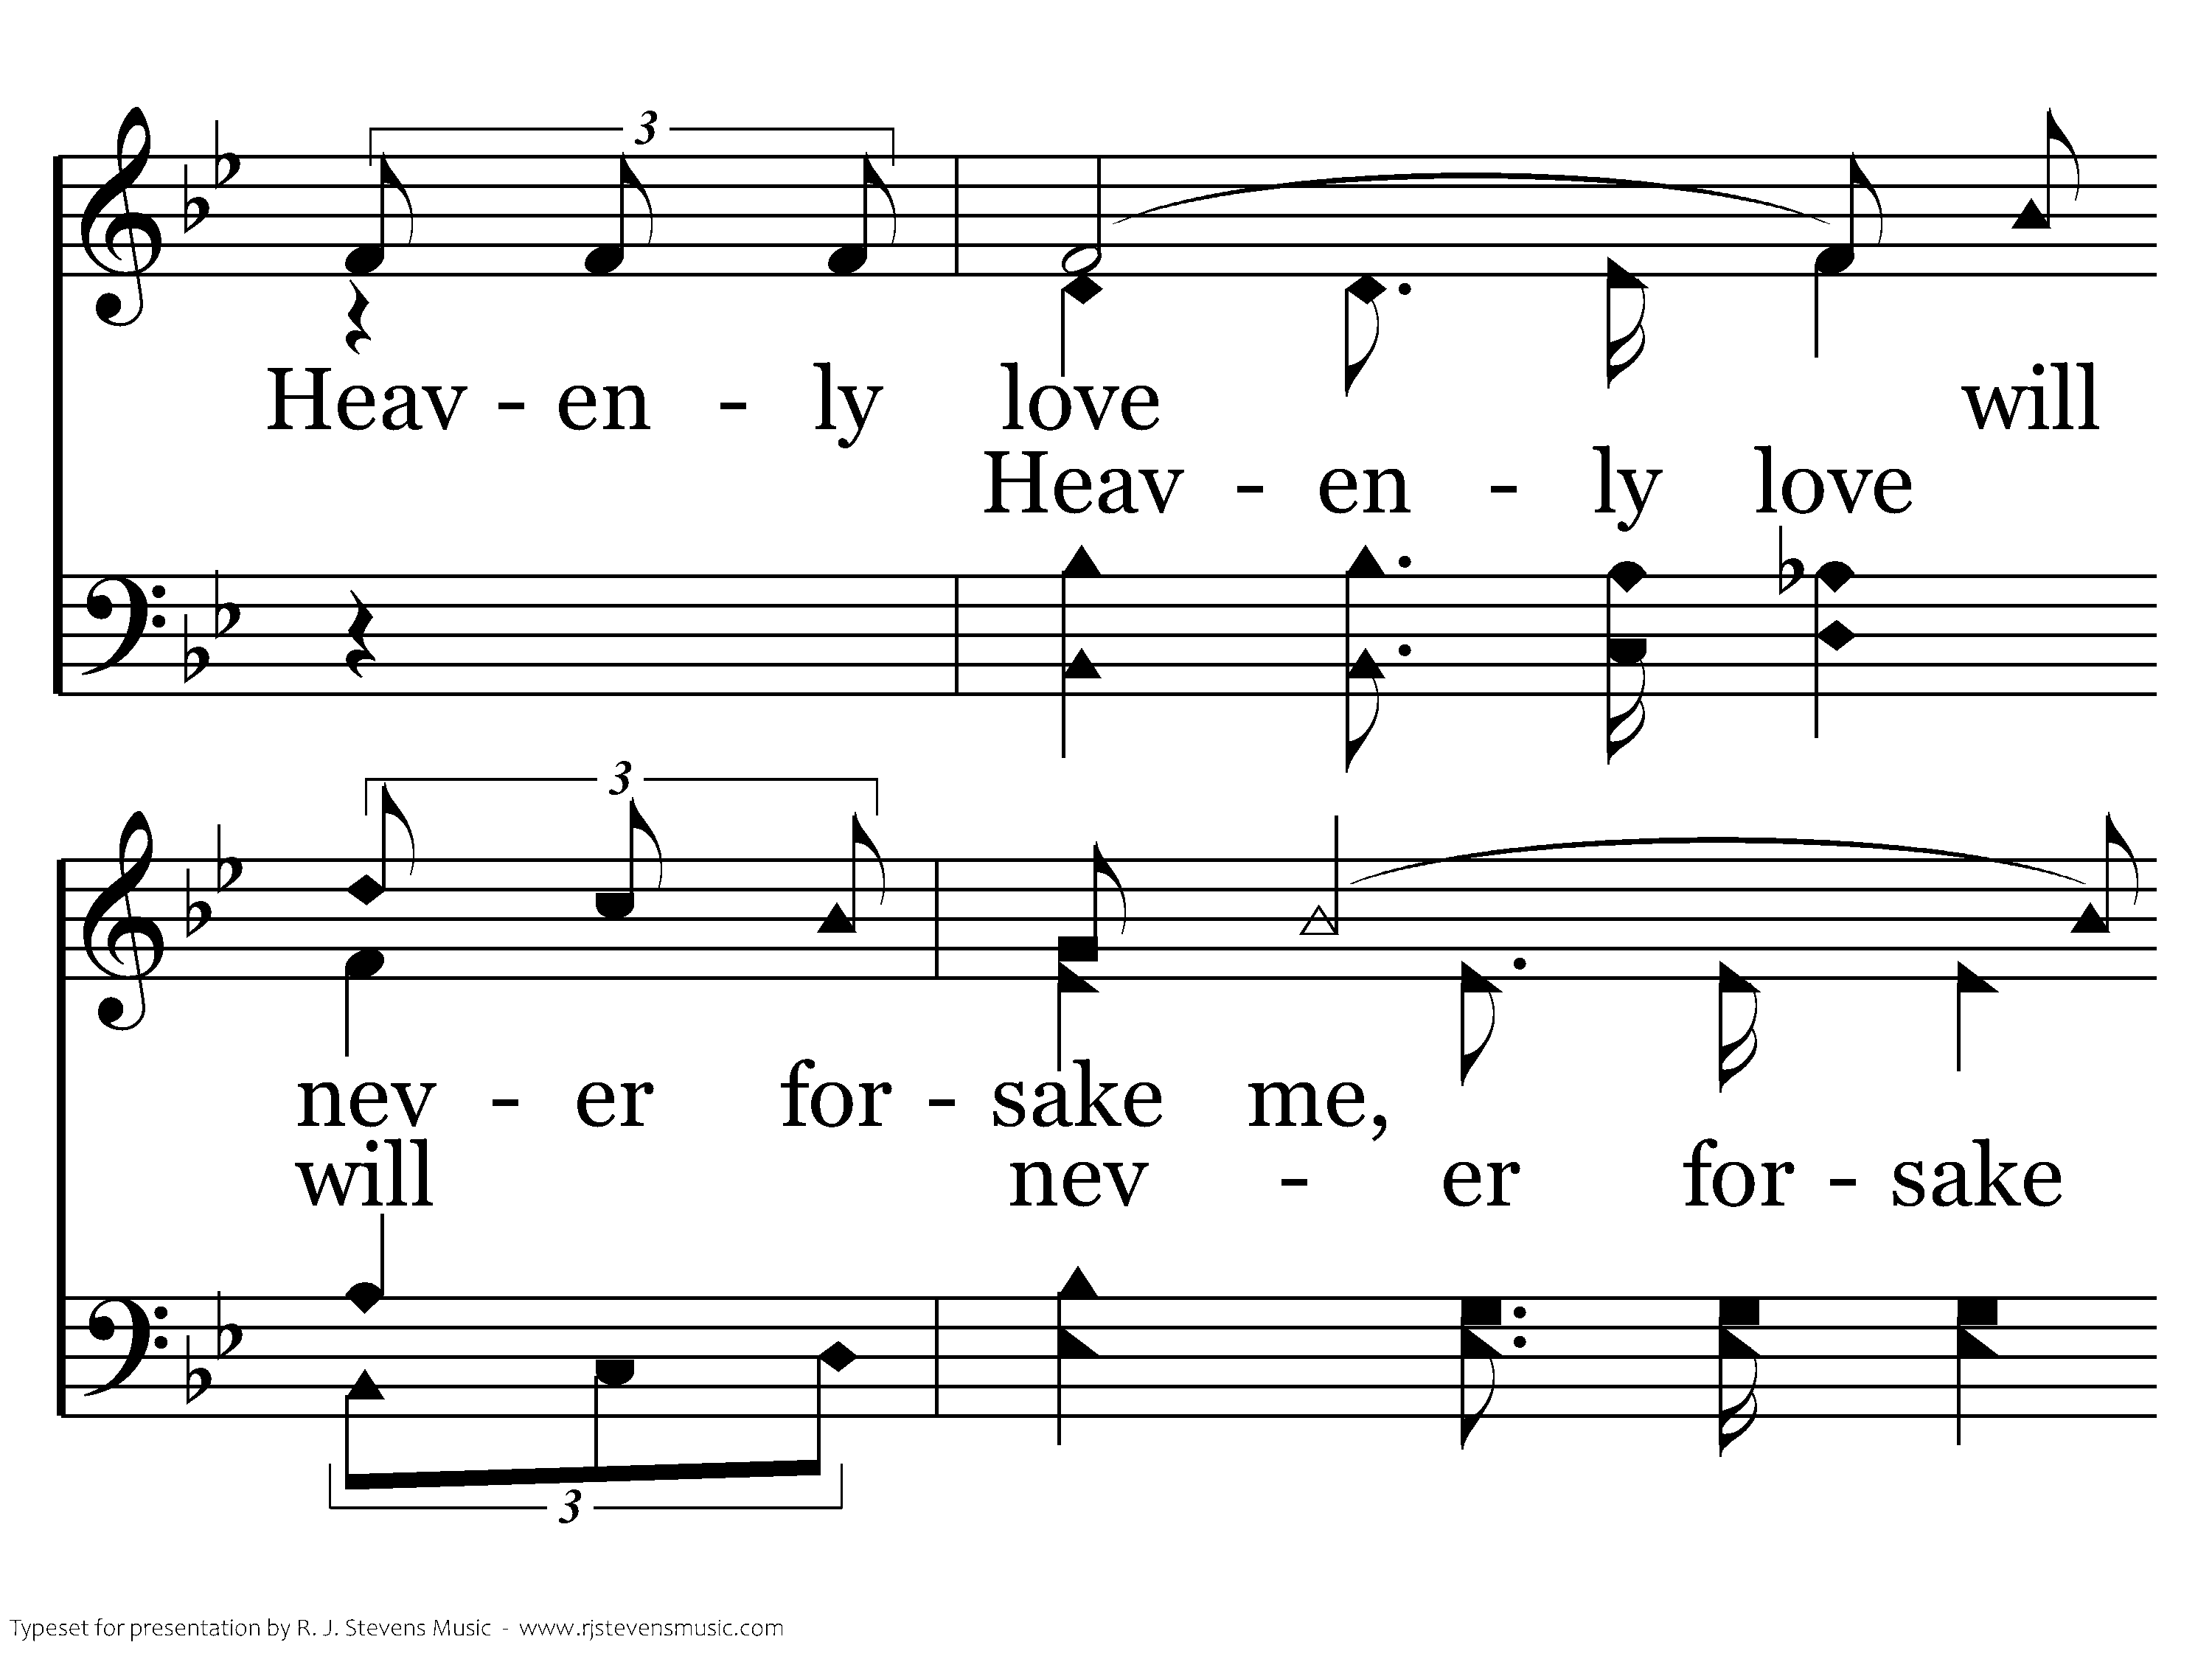 3
Heav - en - ly love will
Heav - en - ly love
3
nev - er for - sake me,
will nev - er for - sake
3
Typeset for presentation by R. J. Stevens Music - www.rjstevensmusic.com